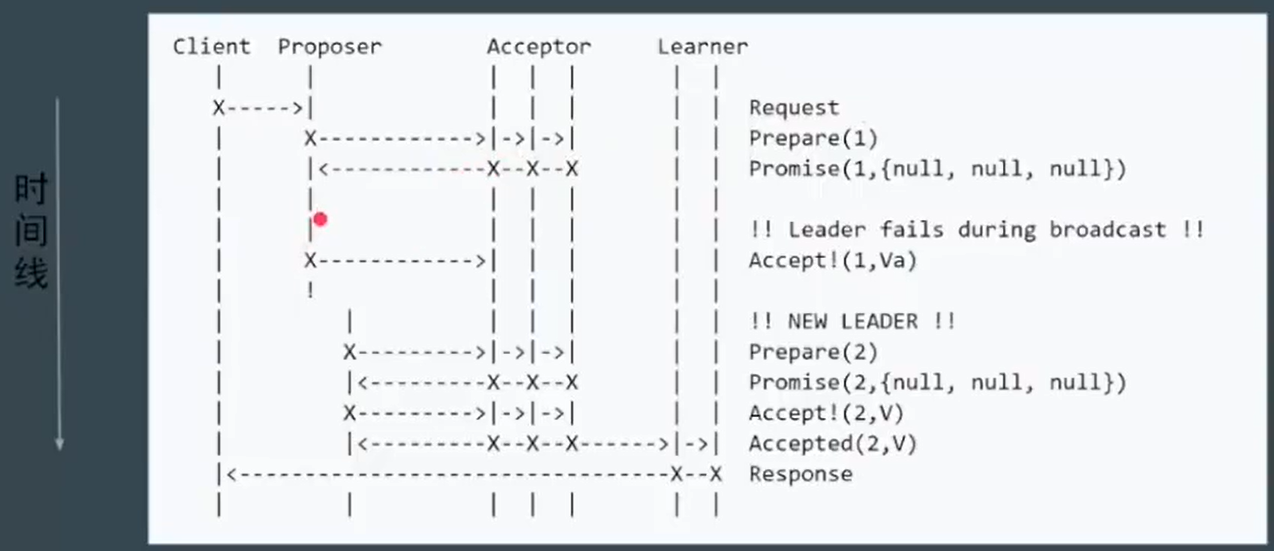 时间线
Client  Proposer        Acceptor     Learner
   |      |             |  |  |       |  |
   X----->|             |  |  |       |  |  Request
   |      X------------>|->|->|       |  |  Prepare(1)
   |      |<------------X--X--X       |  |  Promise(1,{null, null, null})
   |      |             |  |  |       |  |
   |      |             |  |  |       |  |  !! Leader fails during broadcast !!
   |      X------------>|  |  |       |  |  Accept!(1,Va)
   |      !             |  |  |       |  |
   |         |          |  |  |       |  |  !! NEW LEADER !!
   |         X--------->|->|->|       |  |  Prepare(2)
   |         |<---------X--X--X       |  |  Promise(2,{null, null, null})
   |         X--------->|->|->|       |  |  Accept!(2,V)
   |         |<---------X--X--X------>|->|  Accepted(2,V)
   |<---------------------------------X--X  Response
   |         |          |  |  |       |  |